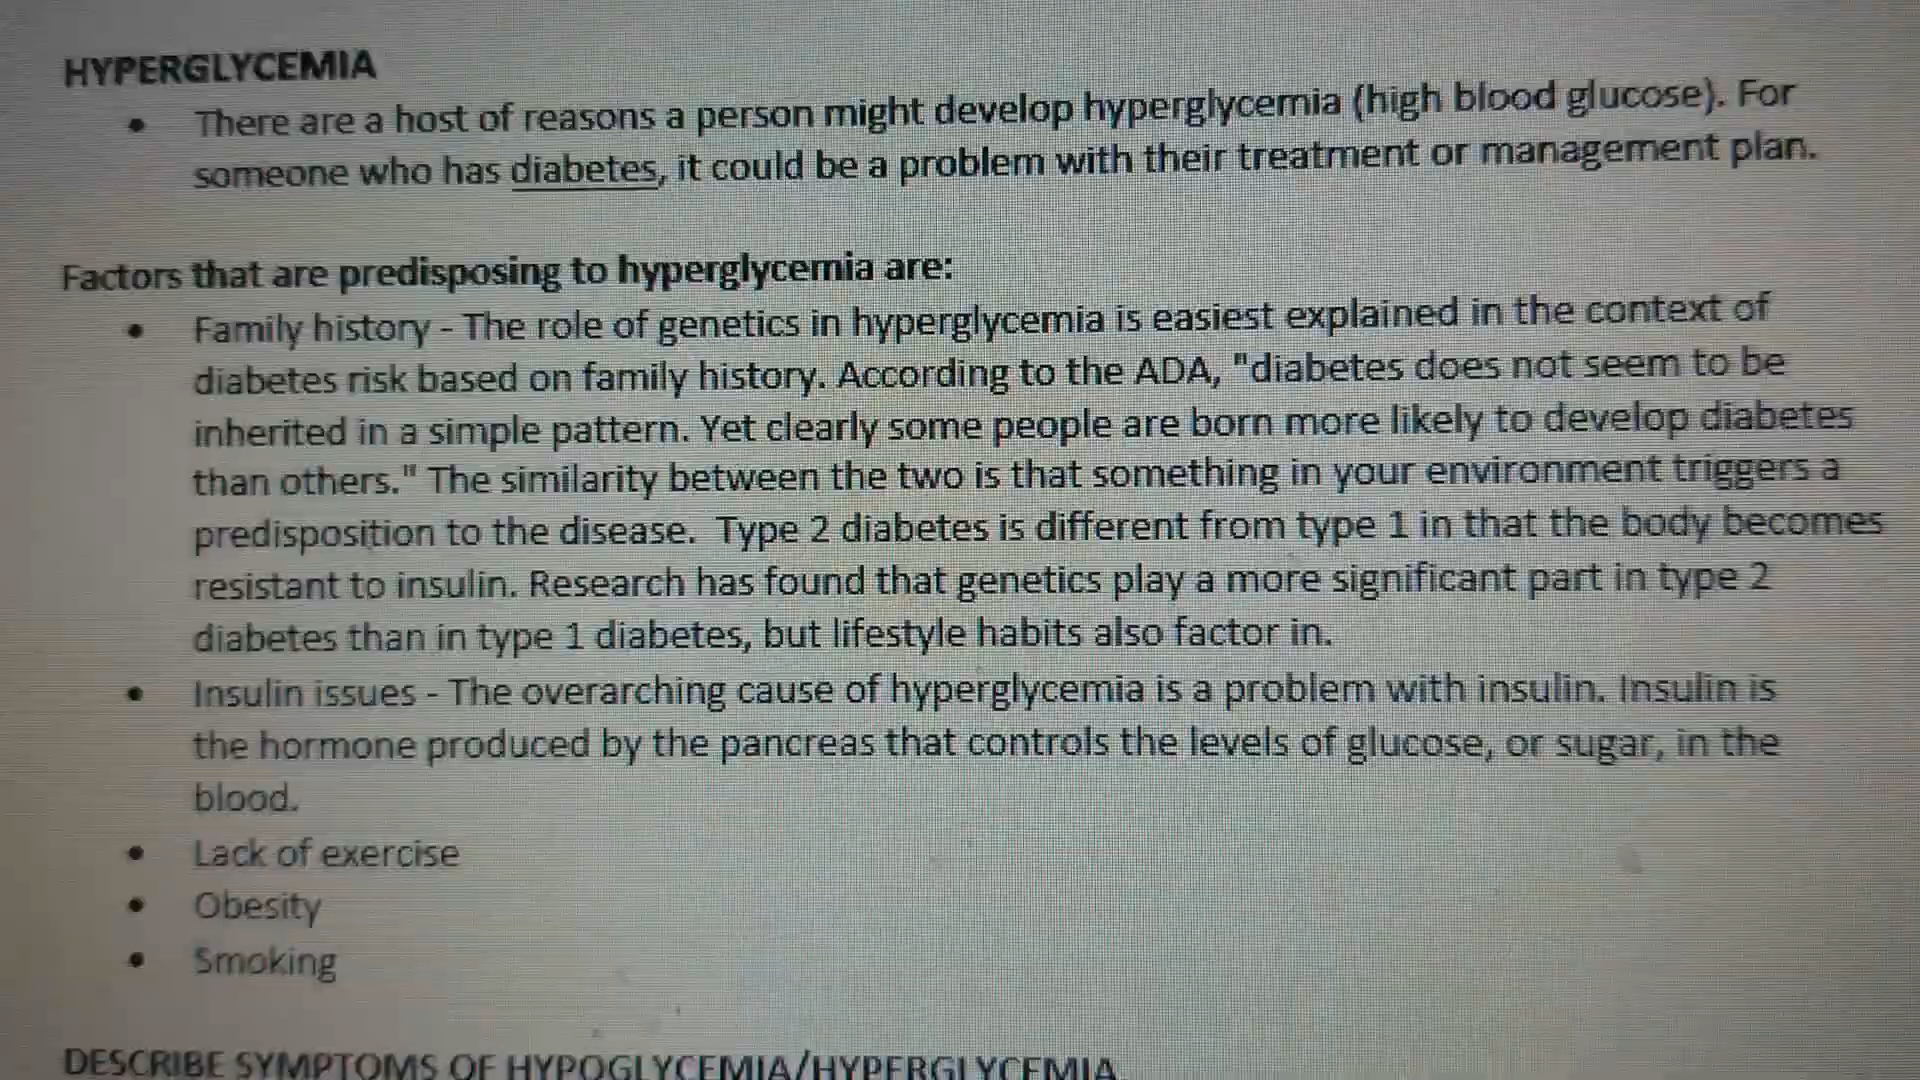 HYPERGLYCEMIA
• There are a host of reasons a person might develop hyperglycemia (high blood glucose). For
someone who has diabetes, it could be a problem with their treatment or management plan.
Factors that are predisposing to hyperglycemia are:
• Family history - The role of genetics in hyperglycemia is easiest explained in the context of
diabetes risk based on family history. According to the ADA, "diabetes does not seem to be
inherited in a simple pattern. Yet clearly some people are born more likely to develop diabetes
than others." The similarity between the two is that something in your environment triggers a
predisposition to the disease. Type 2 diabetes is different from type 1 in that the body becomes
resistant to insulin. Research has found that genetics play a more significant part in type 2
diabetes than in type 1 diabetes, but lifestyle habits also factor in.
• Insulin issues - The overarching cause of hyperglycemia is a problem with insulin. Insulin is
the hormone produced by the pancreas that controls the levels of glucose, or sugar, in the
blood.
• Lack of exercise
• Obesity
• Smoking
DESCRIBE SYMPTOMS OF HYPOGLYCEMIA/HYPERGLYCEMIA